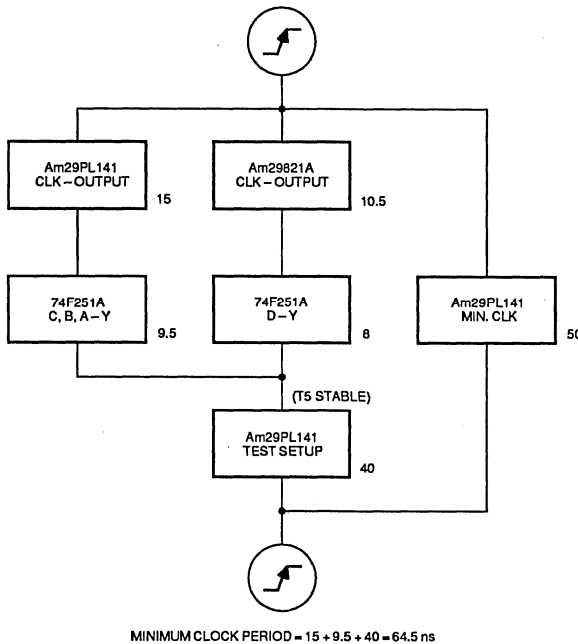 Am29PL141
CLK – OUTPUT
15
Am29821A
CLK – OUTPUT
10.5
74F251A
C, B, A – Y
9.5
74F251A
D – Y
8
Am29PL141
MIN. CLK
50
(T5 STABLE)
Am29PL141
TEST SETUP
40
MINIMUM CLOCK PERIOD = 15 + 9.5 + 40 = 64.5 ns